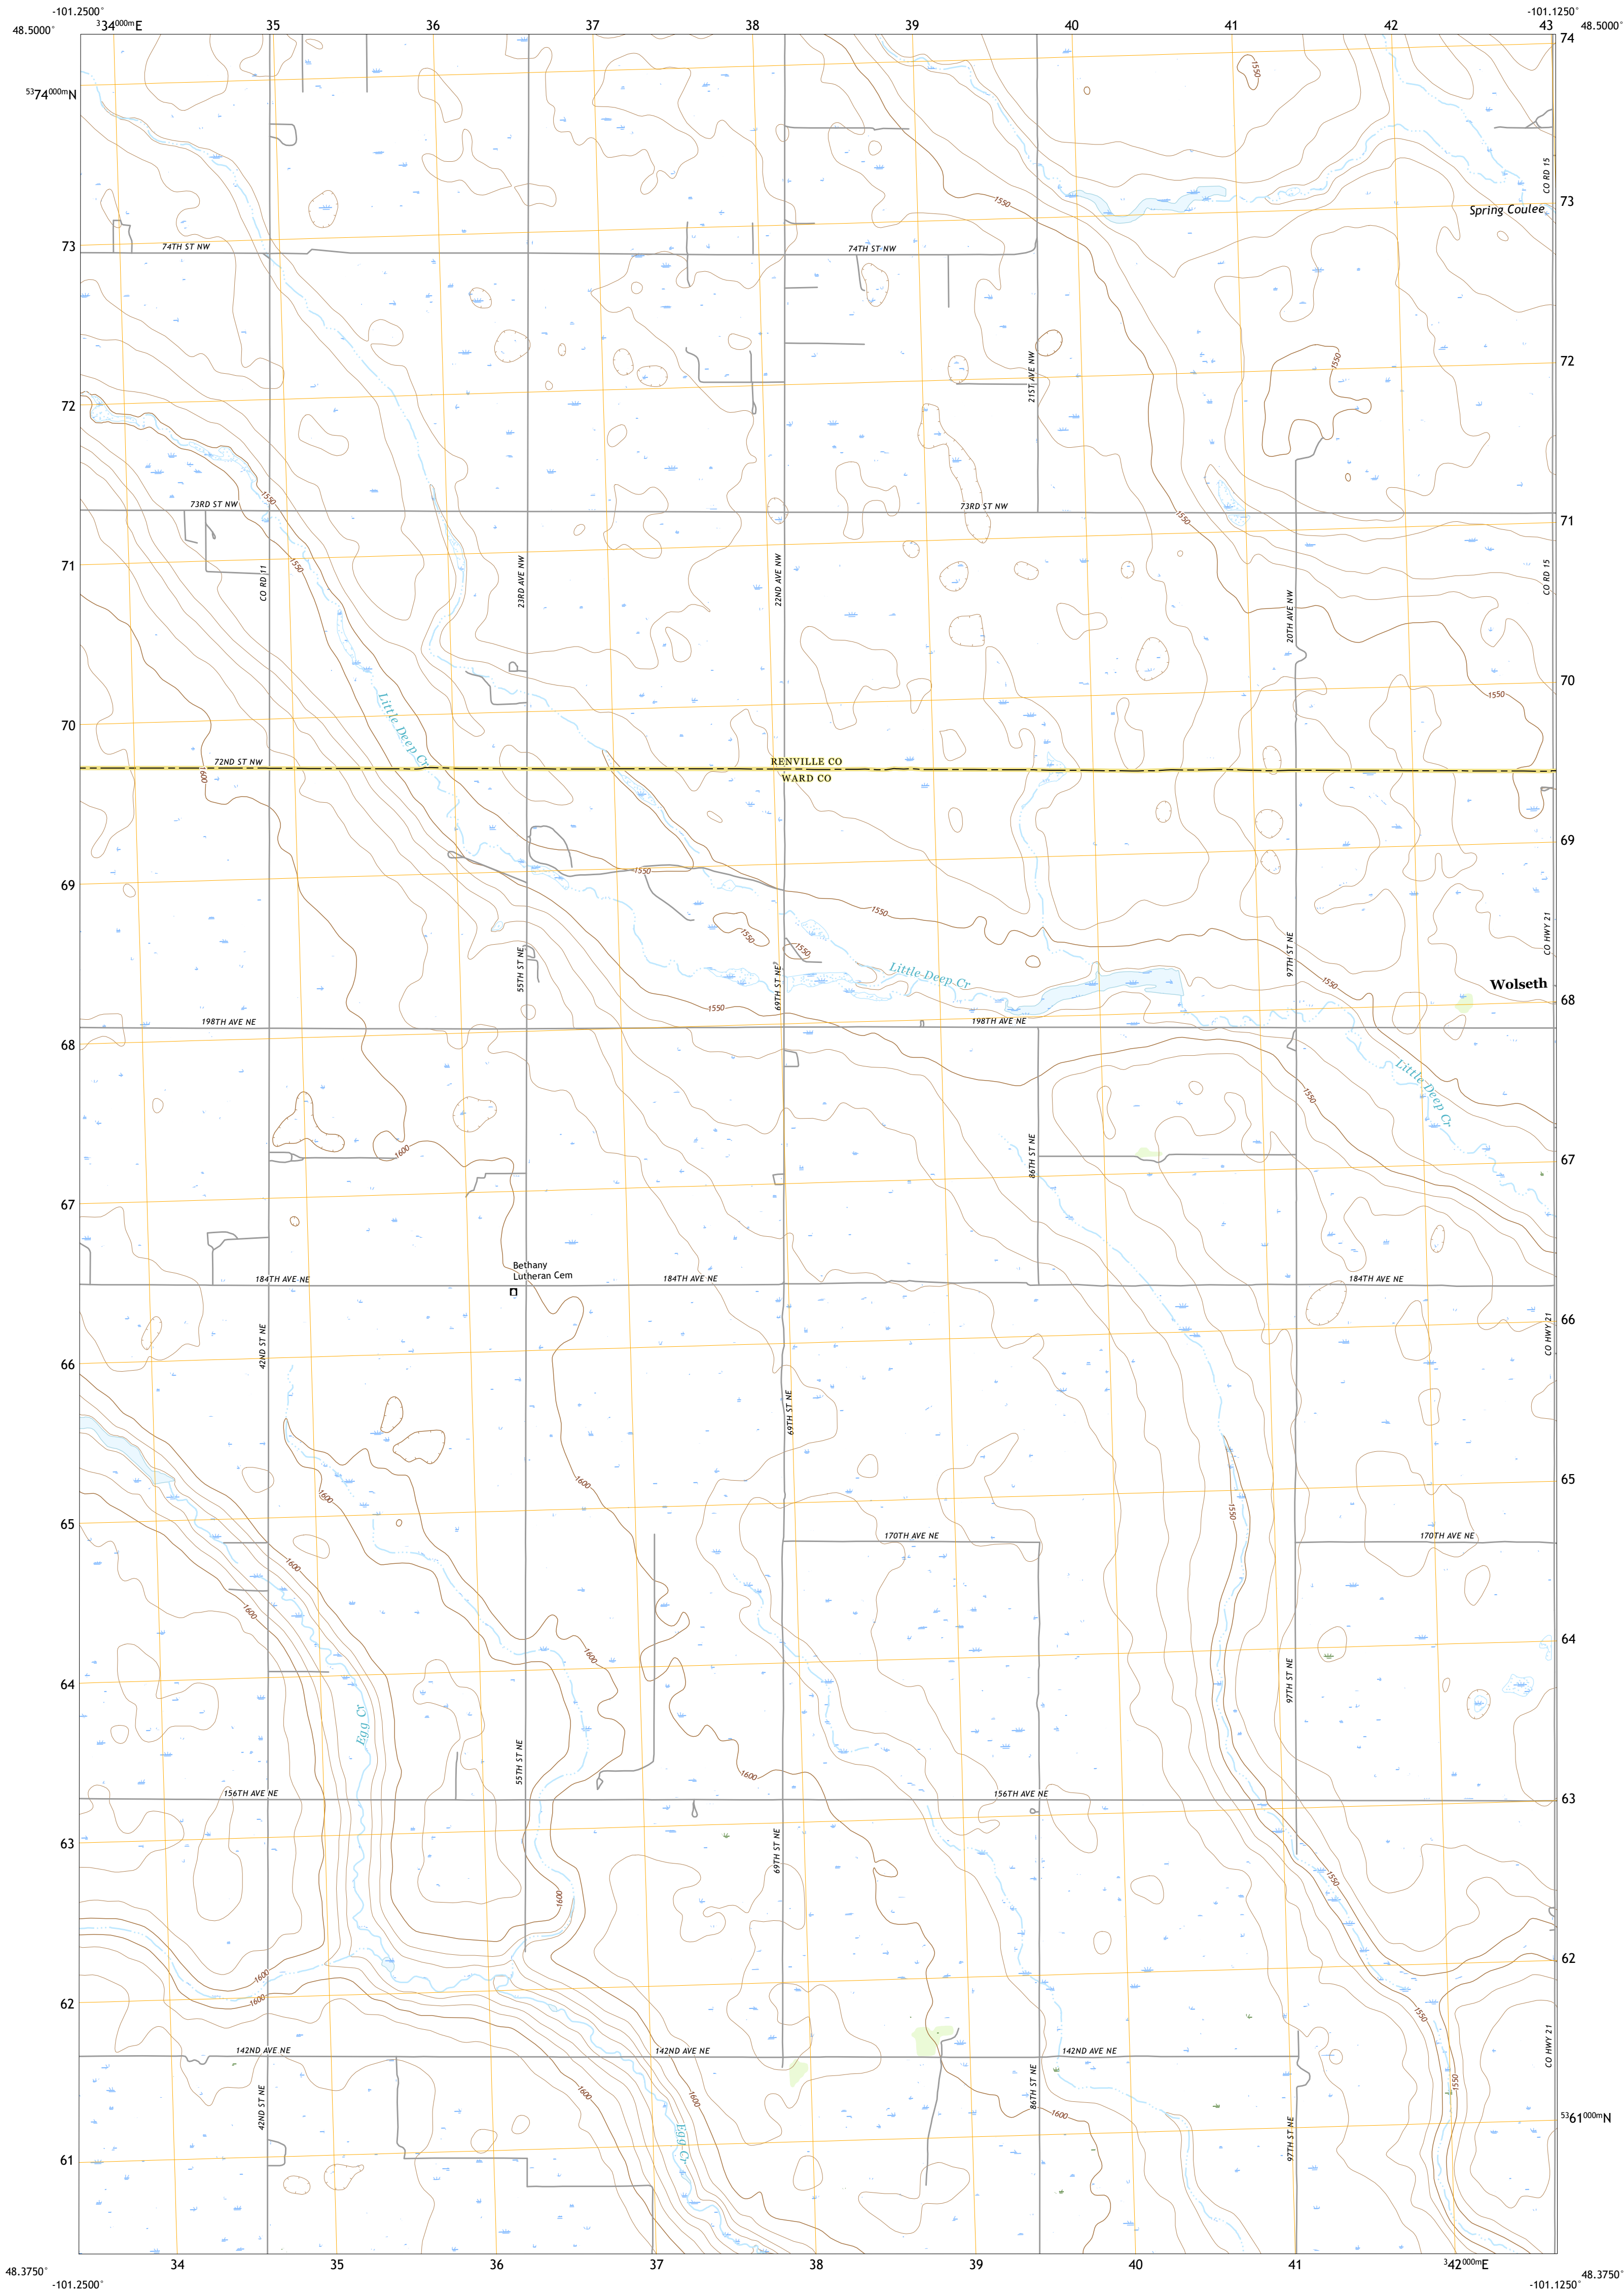 -101.2500°
-101.1250°
48.5000°
³34⁰⁰⁰ᵐE 35 36 37 38 39 40 41 42 43
48.5000°
74
⁵³74⁰⁰⁰ᵐN
1550
CO RD 15
73
1550
Spring Coulee
73
74TH ST NW
74TH ST NW
72
1550
21ST AVE NW
72
1550
73RD ST NW
73RD ST NW
1550
71
71
1550
CO RD 11
23RD AVE NW
22ND AVE NW
20TH AVE NW
CO RD 15
70
1550
Little Deep Cr
70
72ND ST NW
RENVILLE CO
WARD CO
600
69
1550
69
1550
1550
1550
CO HWY 21
55TH ST NE
69TH ST NE
Little Deep Cr
97TH ST NE
1550
Wolseth
1550
68
198TH AVE NE
198TH AVE NE
68
Little Deep Cr
1550
1600
86TH ST NE
67
67
Bethany
Lutheran Cem
184TH AVE NE
184TH AVE NE
184TH AVE NE
66
42ND ST NE
CO HWY 21
66
69TH ST NE
65
1600
1600
1550
65
170TH AVE NE
170TH AVE NE
1600
1600
64
1600
97TH ST NE
64
Egg Cr
55TH ST NE
1600
156TH AVE NE
156TH AVE NE
63
63
69TH ST NE
1550
1600
62
1600
1600
62
1550
142ND AVE NE
142ND AVE NE
142ND AVE NE
CO HWY 21
42ND ST NE
1600
1600
86TH ST NE
1550
1600
97TH ST NE
⁵³61⁰⁰⁰ᵐN
Egg Cr
61
48.3750°
34 35 36 37 38 39 40 41 ³42⁰⁰⁰ᵐE
48.3750°
-101.2500°
-101.1250°